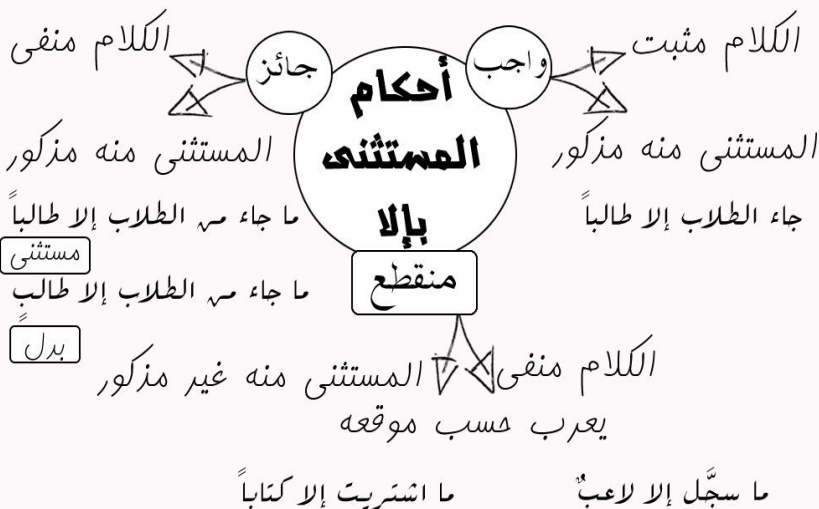 أحكام
المستثنى
بإلا
واجب
الكلام مثبت
المستثنى منه مذكور
جاء الطلاب إلا طالباً
جائز
الكلام منفى
المستثنى منه مذكور
ما جاء من الطلاب إلا طالباً
مستثنى
ما جاء من الطلاب إلا طالبٍ
بدل
منقطع
الكلام منفى
المستثنى منه غير مذكور
يعرب حسب موقعه
ما سجَّل إلا لاعبٌ
ما اشتريت إلا كتاباً